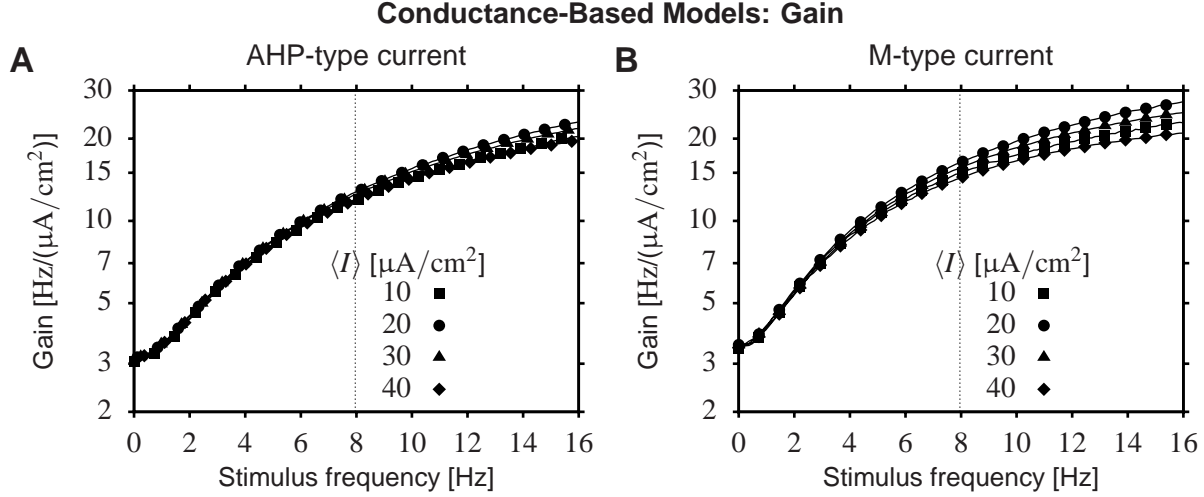 Conductance-Based Models: Gain
A
AHP-type current
30
20
15
10
7
5
3
2
Gain [Hz/(μA/cm²)]
⟨I⟩ [μA/cm²]
10
20
30
40
0 2 4 6 8 10 12 14 16
Stimulus frequency [Hz]
B
M-type current
30
20
15
10
7
5
3
2
Gain [Hz/(μA/cm²)]
⟨I⟩ [μA/cm²]
10
20
30
40
0 2 4 6 8 10 12 14 16
Stimulus frequency [Hz]